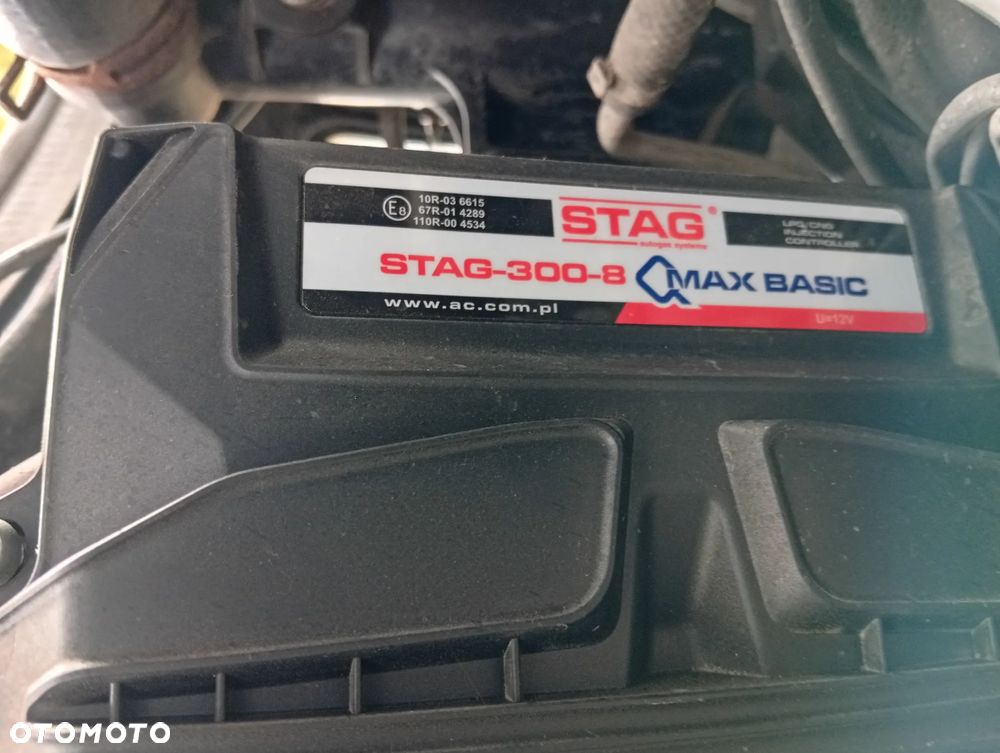 E8
10R-03 6615
67R-01 4289
110R-00 4534
STAG®
autogas systems
LPG/CNG
INJECTION
CONTROLLER
STAG-300-8 QMAX BASIC
www.ac.com.pl
U=12V
OTOMOTO